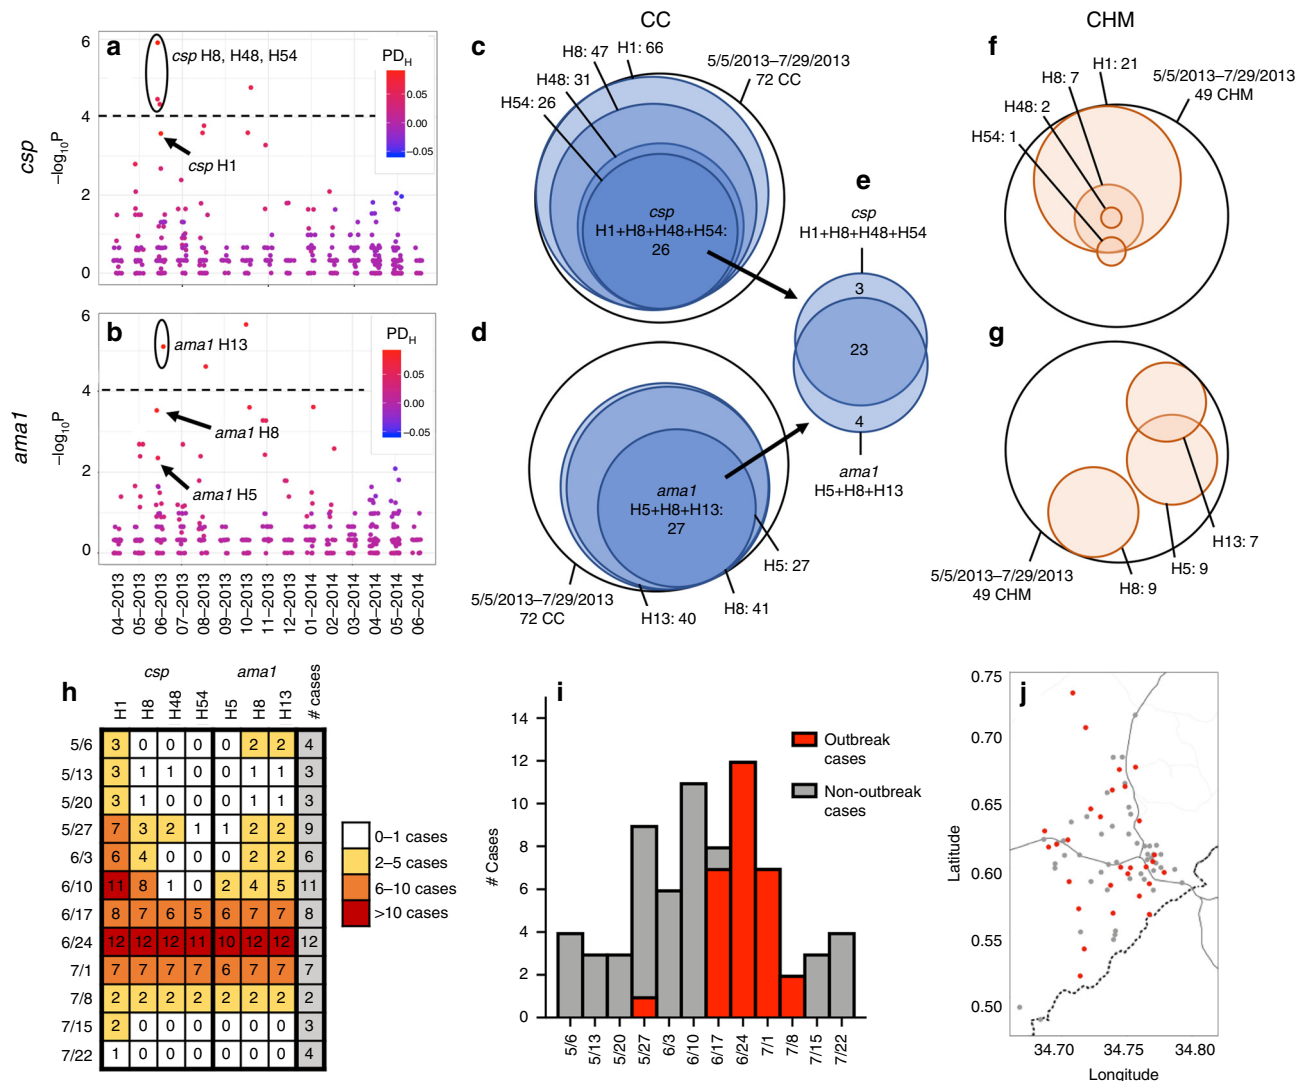 CC
CHM
a
csp H8, H48, H54
PD_H
0.05
0.00
−0.05
csp H1
csp
−log10P
6
4
2
0
b
ama1 H13
PD_H
0.05
0.00
−0.05
ama1 H8
ama1 H5
ama1
−log10P
6
4
2
0
04–2013
05–2013
06–2013
07–2013
08–2013
09–2013
10–2013
11–2013
12–2013
01–2014
02–2014
03–2014
04–2014
05–2014
06–2014
c
H1: 66
H8: 47
H48: 31
H54: 26
5/5/2013–7/29/2013
72 CC
csp
H1+H8+H48+H54:
26
d
ama1
H5+H8+H13:
27
H5: 27
H8: 41
H13: 40
5/5/2013–7/29/2013
72 CC
e
csp
H1+H8+H48+H54
3
23
4
ama1
H5+H8+H13
f
H1: 21
H8: 7
H48: 2
H54: 1
5/5/2013–7/29/2013
49 CHM
g
H13: 7
H5: 9
H8: 9
5/5/2013–7/29/2013
49 CHM
h
csp ama1
H1 H8 H48 H54 H5 H8 H13 # cases
5/6 3 0 0 0 0 2 2 4
5/13 3 1 1 0 0 1 1 3
5/20 3 1 0 0 0 1 1 3
5/27 7 3 2 1 1 2 2 9
6/3 6 4 0 0 0 2 2 6
6/10 11 8 1 0 2 4 5 11
6/17 8 7 6 5 6 7 7 8
6/24 12 12 12 11 10 12 12 12
7/1 7 7 7 7 6 7 7 7
7/8 2 2 2 2 2 2 2 2
7/15 2 0 0 0 0 0 0 3
7/22 1 0 0 0 0 0 0 4
0–1 cases
2–5 cases
6–10 cases
>10 cases
i
# Cases
14
12
10
8
6
4
2
0
Outbreak
cases
Non-outbreak
cases
5/6
5/13
5/20
5/27
6/3
6/10
6/17
6/24
7/1
7/8
7/15
7/22
j
Latitude
0.75
0.70
0.65
0.60
0.55
0.50
34.70 34.75 34.80
Longitude